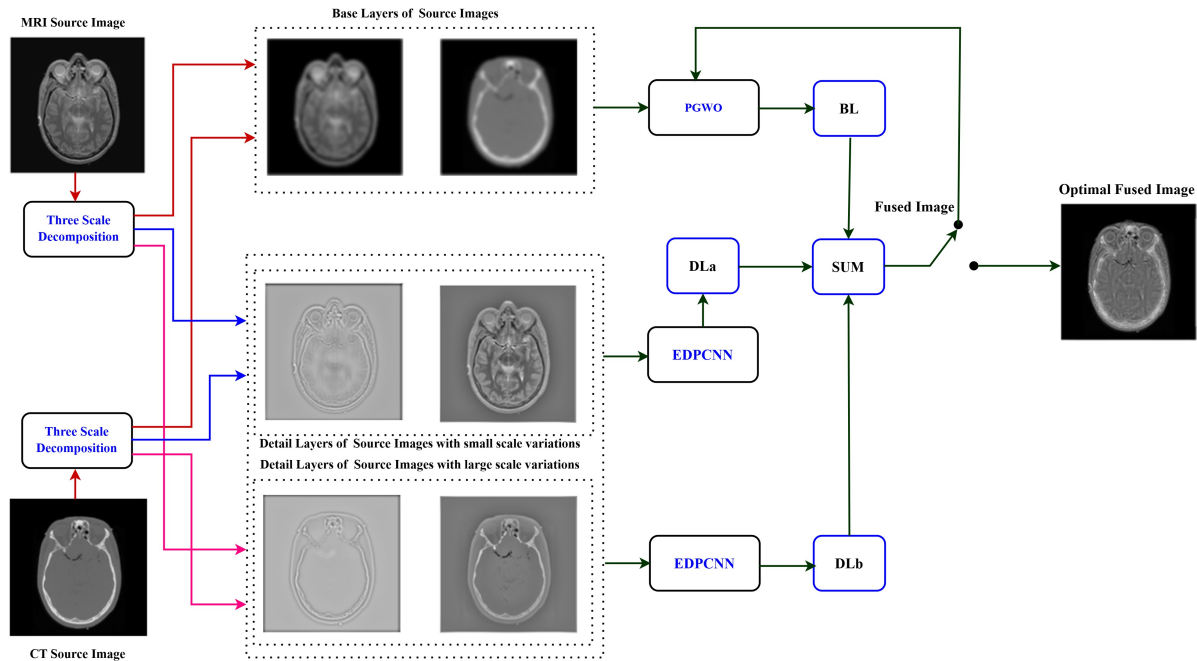 MRI Source Image
Base Layers of Source Images
PGWO
BL
Three Scale
Decomposition
Fused Image
Optimal Fused Image
DLa
SUM
EDPCNN
Three Scale
Decomposition
Detail Layers of Source Images with small scale variations
Detail Layers of Source Images with large scale variations
EDPCNN
DLb
CT Source Image